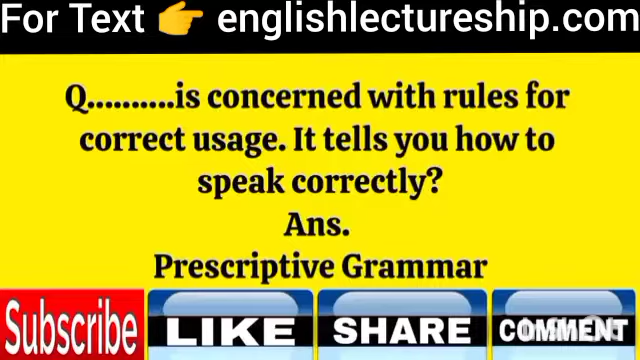 For Text 👉 englishlectureship.com
Q..........is concerned with rules for
correct usage. It tells you how to
speak correctly?
Ans.
Prescriptive Grammar
Subscribe
LIKE
SHARE
COMMENT